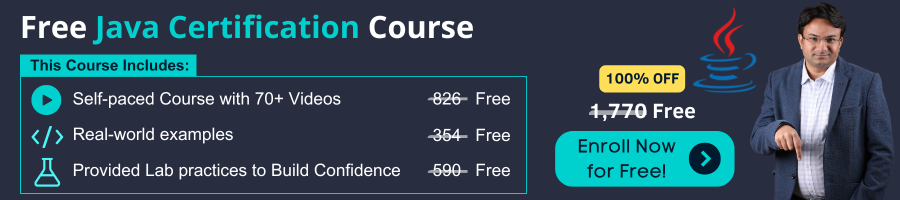 Free Java Certification Course
This Course Includes:
Self-paced Course with 70+ Videos 826 Free
Real-world examples 354 Free
Provided Lab practices to Build Confidence 590 Free
100% OFF
1,770 Free
Enroll Now
for Free!